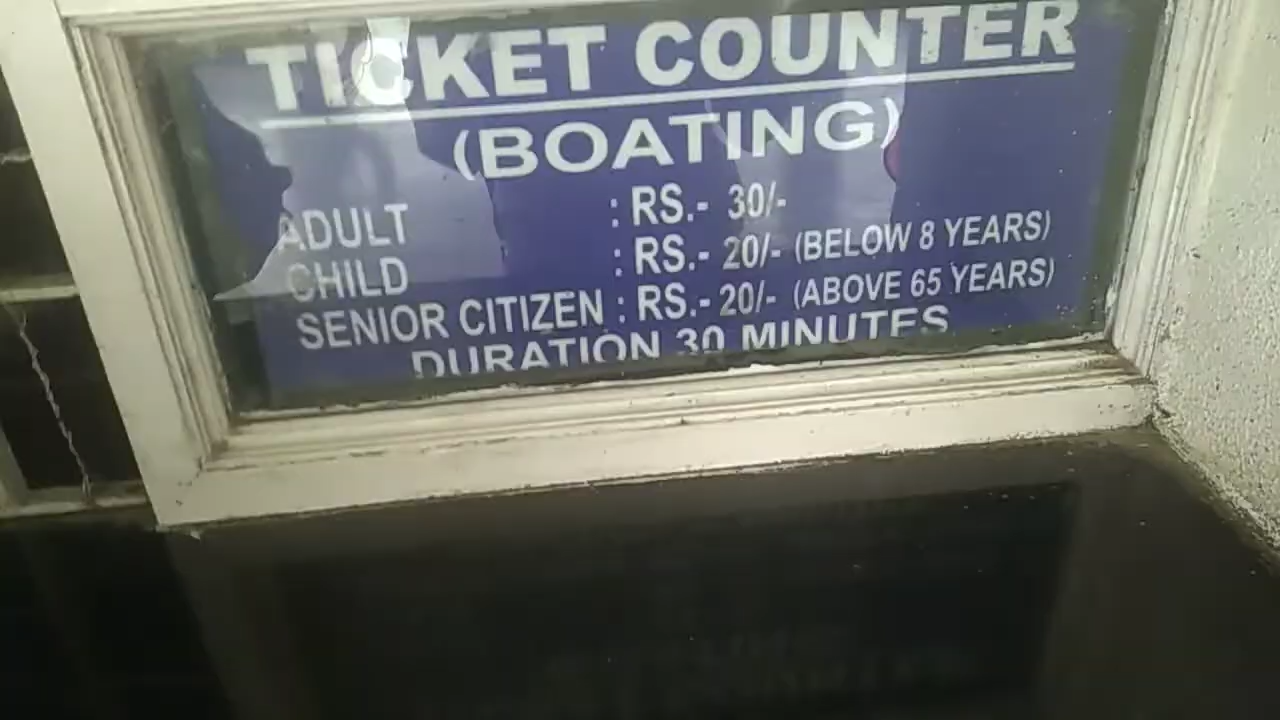 TICKET COUNTER
(BOATING)
ADULT : RS.- 30/-
CHILD : RS.- 20/- (BELOW 8 YEARS)
SENIOR CITIZEN : RS.- 20/- (ABOVE 65 YEARS)
DURATION 30 MINUTES